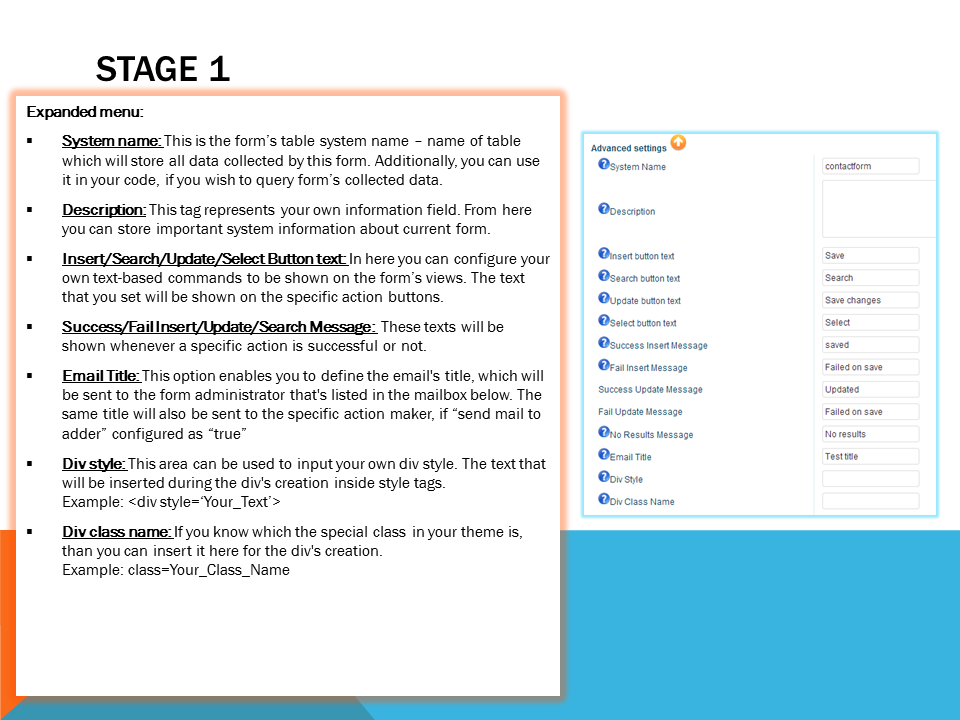 STAGE 1
Expanded menu:
▪ System name: This is the form's table system name – name of table
which will store all data collected by this form. Additionally, you can use
it in your code, if you wish to query form's collected data.
▪ Description: This tag represents your own information field. From here
you can store important system information about current form.
▪ Insert/Search/Update/Select Button text: In here you can configure your
own text-based commands to be shown on the form's views. The text
that you set will be shown on the specific action buttons.
▪ Success/Fail Insert/Update/Search Message: These texts will be
shown whenever a specific action is successful or not.
▪ Email Title: This option enables you to define the email's title, which will
be sent to the form administrator that's listed in the mailbox below. The
same title will also be sent to the specific action maker, if “send mail to
adder” configured as “true”
▪ Div style: This area can be used to input your own div style. The text that
will be inserted during the div's creation inside style tags.
Example: <div style=‘Your_Text’>
▪ Div class name: If you know which the special class in your theme is,
than you can insert it here for the div's creation.
Example: class=Your_Class_Name
Advanced settings
System Name contactform
Description
Insert button text Save
Search button text Search
Update button text Save changes
Select button text Select
Success Insert Message saved
Fail Insert Message Failed on save
Success Update Message Updated
Fail Update Message Failed on save
No Results Message No results
Email Title Test title
Div Style
Div Class Name